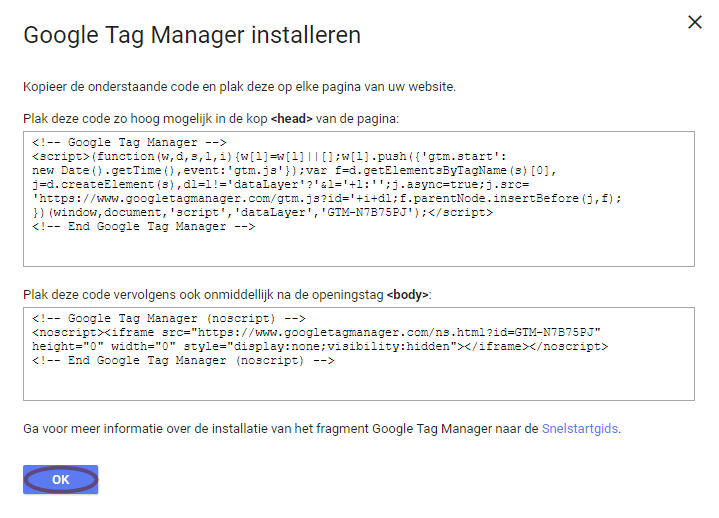 Google Tag Manager installeren
Kopieer de onderstaande code en plak deze op elke pagina van uw website.
Plak deze code zo hoog mogelijk in de kop <head> van de pagina:
<!-- Google Tag Manager -->
<script>(function(w,d,s,l,i){w[l]=w[l]||[];w[l].push({'gtm.start':
new Date().getTime(),event:'gtm.js'});var f=d.getElementsByTagName(s)[0],
j=d.createElement(s),dl=l!='dataLayer'?'&l='+l:'';j.async=true;j.src=
'https://www.googletagmanager.com/gtm.js?id='+i+dl;f.parentNode.insertBefore(j,f);
})(window,document,'script','dataLayer','GTM-N7B75PJ');</script>
<!-- End Google Tag Manager -->
Plak deze code vervolgens ook onmiddellijk na de openingstag <body>:
<!-- Google Tag Manager (noscript) -->
<noscript><iframe src="https://www.googletagmanager.com/ns.html?id=GTM-N7B75PJ"
height="0" width="0" style="display:none;visibility:hidden"></iframe></noscript>
<!-- End Google Tag Manager (noscript) -->
Ga voor meer informatie over de installatie van het fragment Google Tag Manager naar de Snelstartgids.
OK